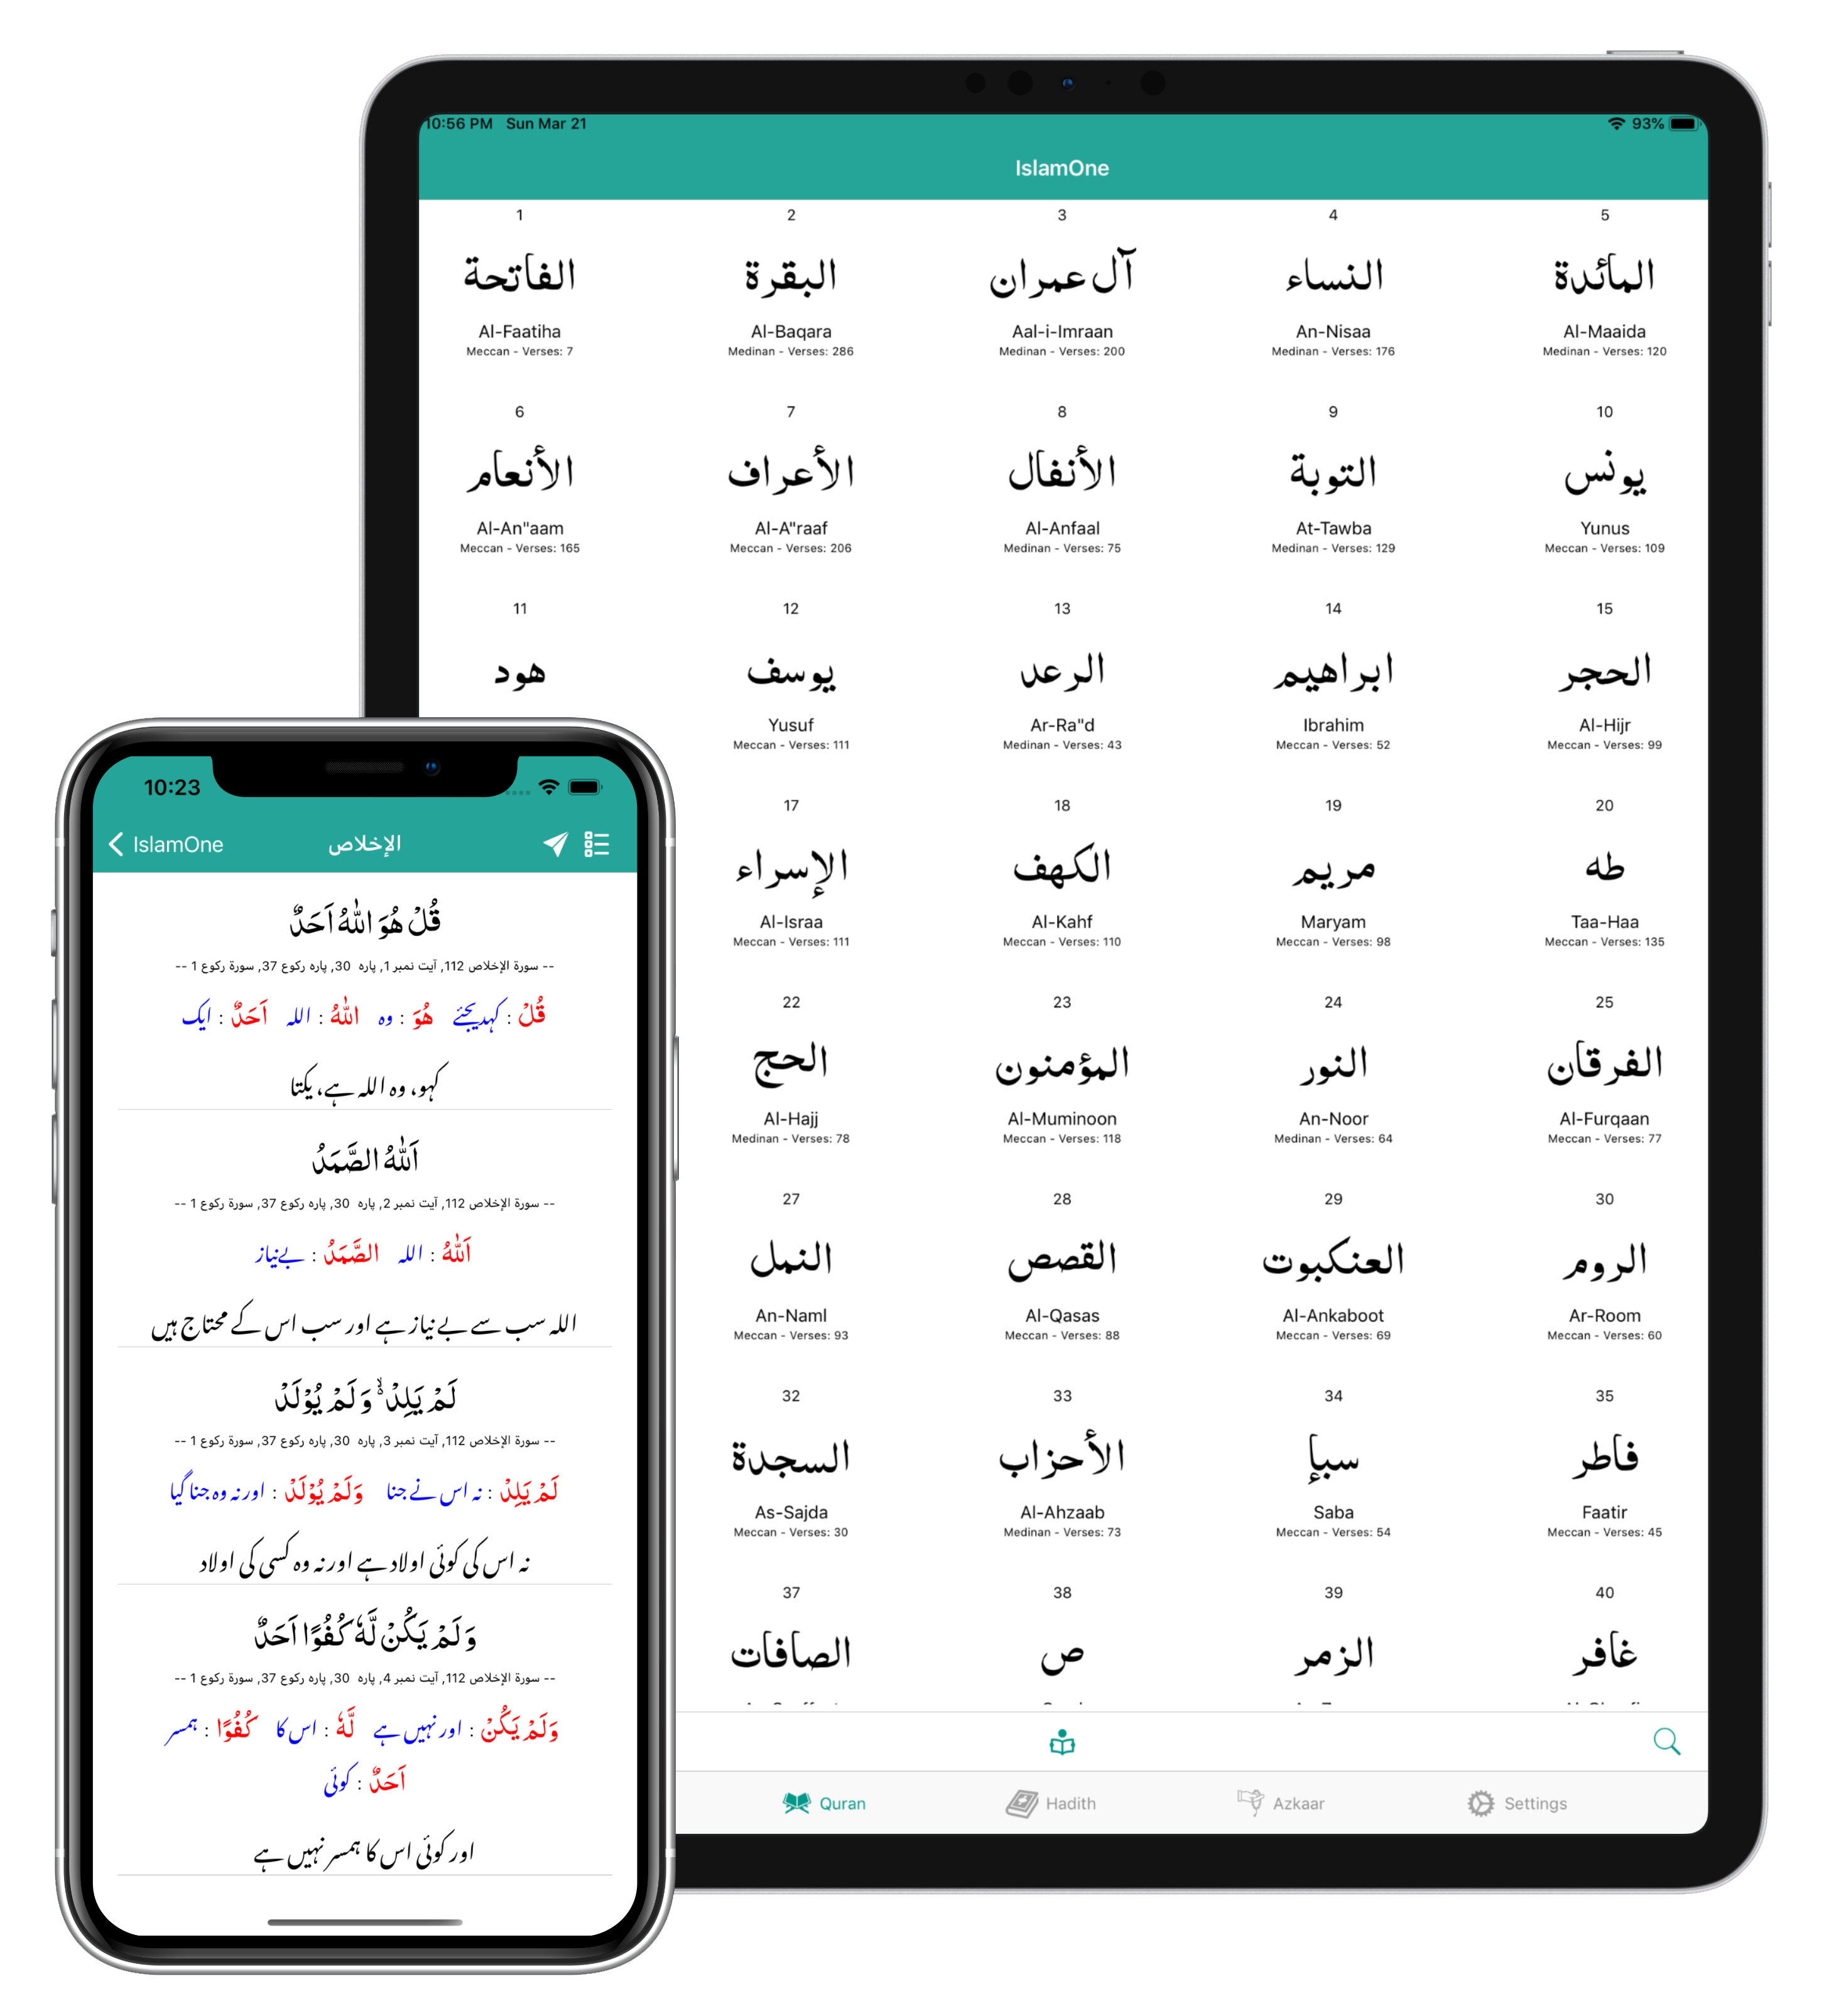 10:56 PM Sun Mar 21 93%
IslamOne
1 2 3 4 5
الفاتحة البقرة آل عمران النساء المائدة
Al-Faatiha Al-Baqara Aal-i-Imraan An-Nisaa Al-Maaida
Meccan - Verses: 7 Medinan - Verses: 286 Medinan - Verses: 200 Medinan - Verses: 176 Medinan - Verses: 120
6 7 8 9 10
الأنعام الأعراف الأنفال التوبة يونس
Al-An"aam Al-A"raaf Al-Anfaal At-Tawba Yunus
Meccan - Verses: 165 Meccan - Verses: 206 Medinan - Verses: 75 Medinan - Verses: 129 Meccan - Verses: 109
11 12 13 14 15
هود يوسف الرعد ابراهيم الحجر
Yusuf Ar-Ra"d Ibrahim Al-Hijr
Meccan - Verses: 111 Medinan - Verses: 43 Meccan - Verses: 52 Meccan - Verses: 99
17 18 19 20
الإسراء الكهف مريم طه
Al-Israa Al-Kahf Maryam Taa-Haa
Meccan - Verses: 111 Meccan - Verses: 110 Meccan - Verses: 98 Meccan - Verses: 135
22 23 24 25
الحج المؤمنون النور الفرقان
Al-Hajj Al-Muminoon An-Noor Al-Furqaan
Medinan - Verses: 78 Meccan - Verses: 118 Medinan - Verses: 64 Meccan - Verses: 77
27 28 29 30
النمل القصص العنكبوت الروم
An-Naml Al-Qasas Al-Ankaboot Ar-Room
Meccan - Verses: 93 Meccan - Verses: 88 Meccan - Verses: 69 Meccan - Verses: 60
32 33 34 35
السجدة الأحزاب سبإ فاطر
As-Sajda Al-Ahzaab Saba Faatir
Meccan - Verses: 30 Medinan - Verses: 73 Meccan - Verses: 54 Meccan - Verses: 45
37 38 39 40
الصافات ص الزمر غافر
Quran Hadith Azkaar Settings
10:23
IslamOne الإخلاص
قُلْ هُوَ اللّٰهُ اَحَدٌ
-- سورة الإخلاص 112, آیت نمبر 1, پارہ 30, پارہ رکوع 37, سورة رکوع 1 --
قُلْ : کہدیجئے هُوَ : وہ اللّٰهُ : اللہ اَحَدٌ : ایک
کہو، وہ اللہ ہے، یکتا
اَللّٰهُ الصَّمَدُ
-- سورة الإخلاص 112, آیت نمبر 2, پارہ 30, پارہ رکوع 37, سورة رکوع 1 --
اَللّٰهُ : اللہ الصَّمَدُ : بےنیاز
اللہ سب سے بے نیاز ہے اور سب اس کے محتاج ہیں
لَمْ يَلِدْ ۙ وَ لَمْ يُوْلَدْ
-- سورة الإخلاص 112, آیت نمبر 3, پارہ 30, پارہ رکوع 37, سورة رکوع 1 --
لَمْ يَلِدْ : نہ اس نے جنا وَلَمْ يُوْلَدْ : اور نہ وہ جنا گیا
نہ اس کی کوئی اولاد ہے اور نہ وہ کسی کی اولاد
وَ لَمْ يَكُنْ لَّهٗ كُفُوًا اَحَدٌ
-- سورة الإخلاص 112, آیت نمبر 4, پارہ 30, پارہ رکوع 37, سورة رکوع 1 --
وَلَمْ يَكُنْ : اور نہیں ہے لَّهٗ : اس کا كُفُوًا : ہمسر
اَحَدٌ : کوئی
اور کوئی اس کا ہمسر نہیں ہے